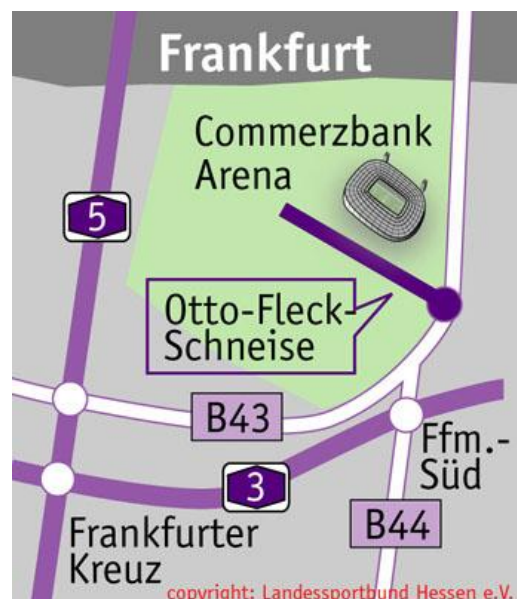 Frankfurt
Commerzbank
Arena
5
Otto-Fleck-
Schneise
B43
Ffm.-
Süd
3
B44
Frankfurter
Kreuz
copyright: Landessportbund Hessen e.V.